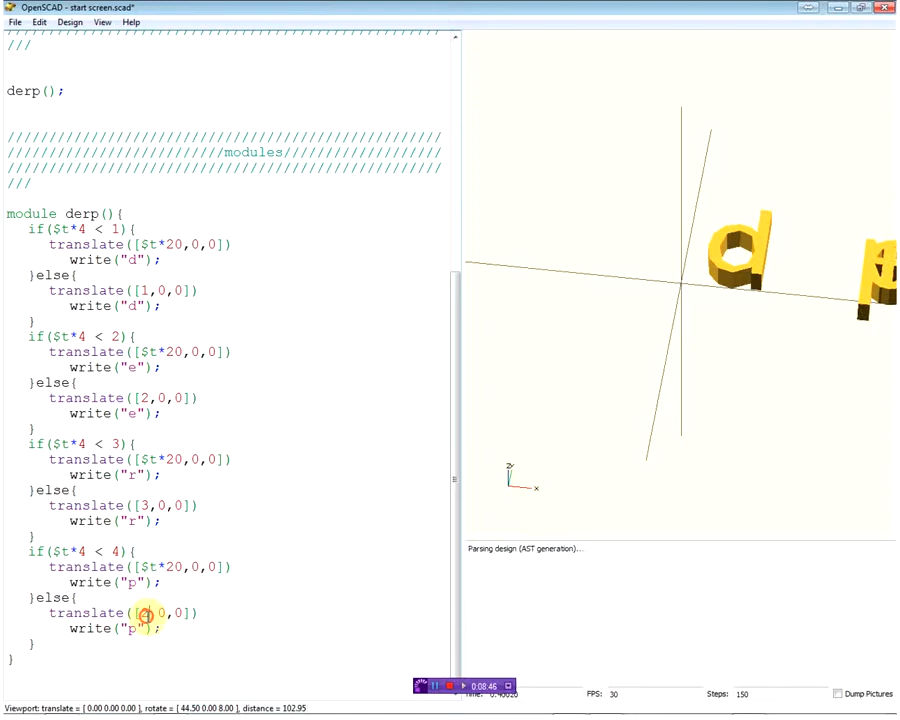 OpenSCAD - start screen.scad*
File Edit Design View Help
////////////////////////////////////////////////////
///
derp();
////////////////////////////////////////////////////
//////////////////////////modules///////////////////
////////////////////////////////////////////////////
///
module derp(){
if($t*4 < 1){
translate([$t*20,0,0])
write("d");
}else{
translate([1,0,0])
write("d");
}
if($t*4 < 2){
translate([$t*20,0,0])
write("e");
}else{
translate([2,0,0])
write("e");
}
if($t*4 < 3){
translate([$t*20,0,0])
write("r");
}else{
translate([3,0,0])
write("r");
}
if($t*4 < 4){
translate([$t*20,0,0])
write("p");
}else{
translate([ 0,0])
write("p");
}
}
d
Z Y
x
Parsing design (AST generation)...
0:08:46
FPS: 30 Steps: 150 Dump Pictures
Viewport: translate = [ 0.00 0.00 0.00 ], rotate = [ 44.50 0.00 8.00 ], distance = 102.95